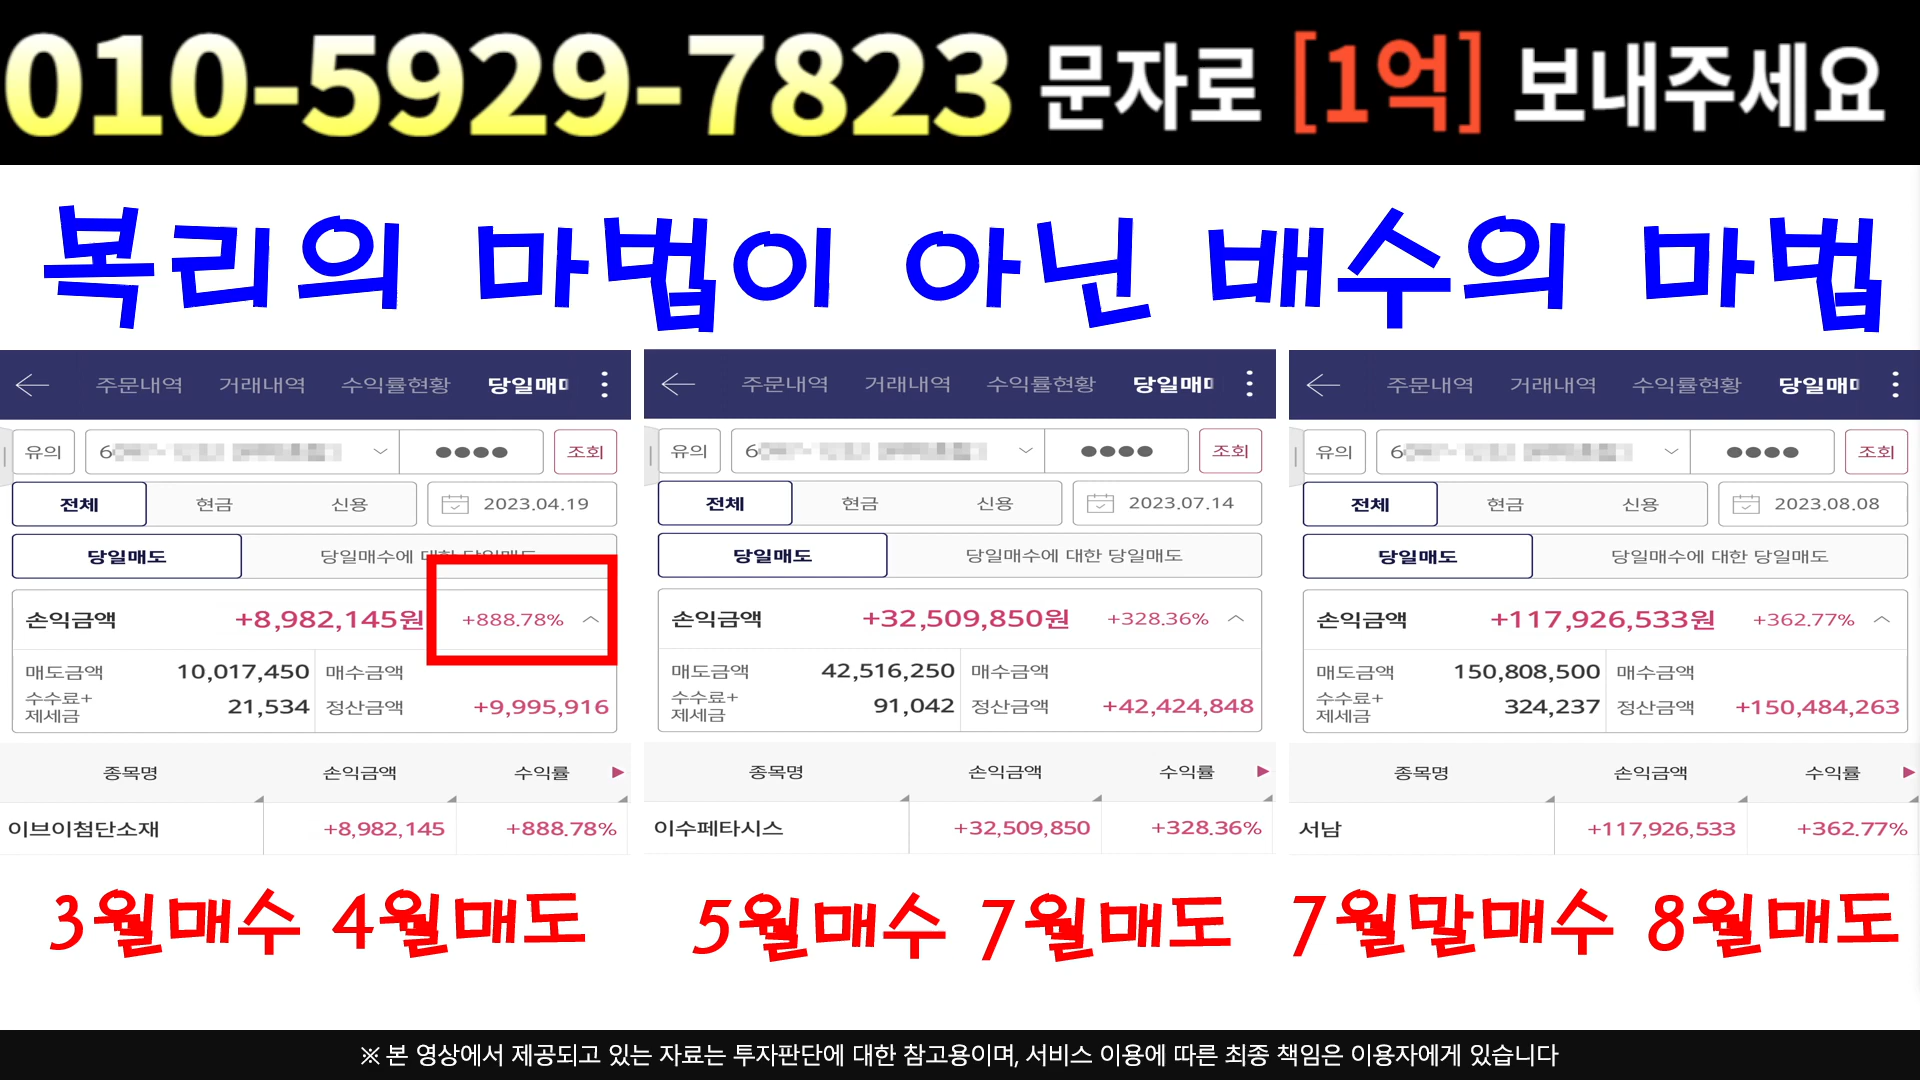 010-5929-7823 문자로 [1억] 보내주세요
복리의 마법이 아닌 배수의 마법
주문내역 거래내역 수익률현황 당일매
유의 6 ●●●● 조회
전체 현금 신용 2023.04.19
당일매도 당일매수에 대한 당일매도
손익금액 +8,982,145원 +888.78%
매도금액 10,017,450 매수금액
수수료+
제세금 21,534 정산금액 +9,995,916
종목명 손익금액 수익률
이브이첨단소재 +8,982,145 +888.78%
3월매수 4월매도
주문내역 거래내역 수익률현황 당일매
유의 6 ●●●● 조회
전체 현금 신용 2023.07.14
당일매도 당일매수에 대한 당일매도
손익금액 +32,509,850원 +328.36%
매도금액 42,516,250 매수금액
수수료+
제세금 91,042 정산금액 +42,424,848
종목명 손익금액 수익률
이수페타시스 +32,509,850 +328.36%
5월매수 7월매도
주문내역 거래내역 수익률현황 당일매
유의 6 ●●●● 조회
전체 현금 신용 2023.08.08
당일매도 당일매수에 대한 당일매도
손익금액 +117,926,533원 +362.77%
매도금액 150,808,500 매수금액
수수료+
제세금 324,237 정산금액 +150,484,263
종목명 손익금액 수익률
서남 +117,926,533 +362.77%
7월말매수 8월매도
※ 본 영상에서 제공되고 있는 자료는 투자판단에 대한 참고용이며, 서비스 이용에 따른 최종 책임은 이용자에게 있습니다